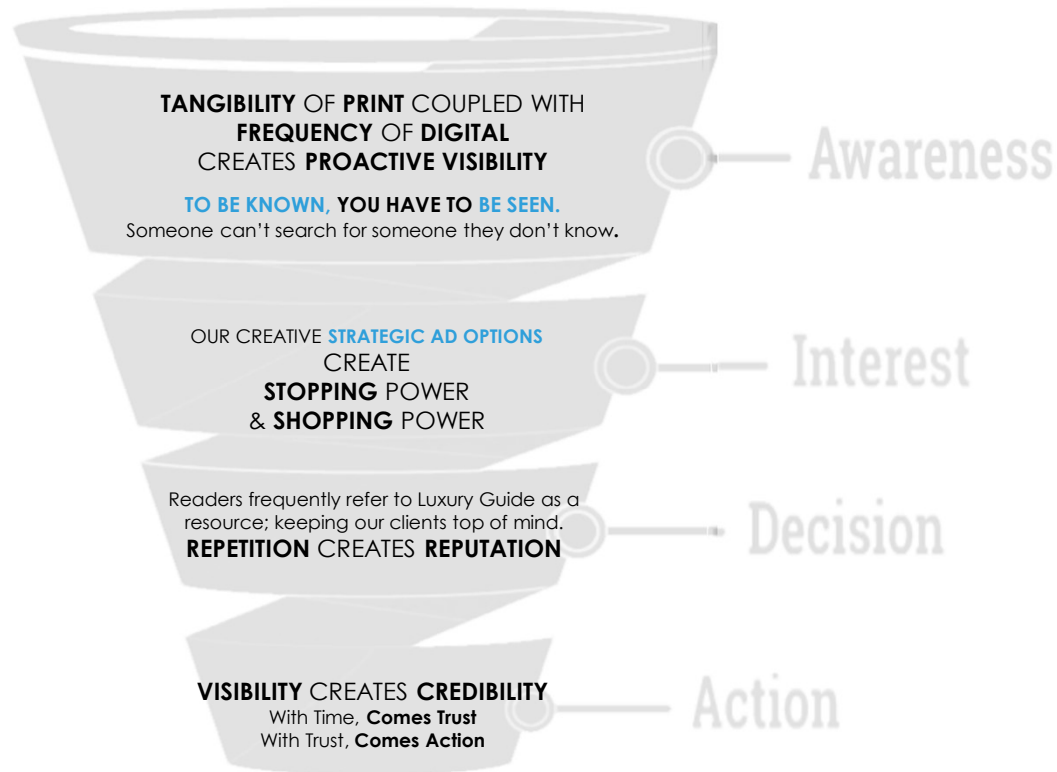 TANGIBILITY OF PRINT COUPLED WITH
FREQUENCY OF DIGITAL
CREATES PROACTIVE VISIBILITY
Awareness
TO BE KNOWN, YOU HAVE TO BE SEEN.
Someone can't search for someone they don't know.
OUR CREATIVE STRATEGIC AD OPTIONS
CREATE
STOPPING POWER
& SHOPPING POWER
Interest
Readers frequently refer to Luxury Guide as a
resource; keeping our clients top of mind.
REPETITION CREATES REPUTATION
Decision
VISIBILITY CREATES CREDIBILITY
With Time, Comes Trust
With Trust, Comes Action
Action